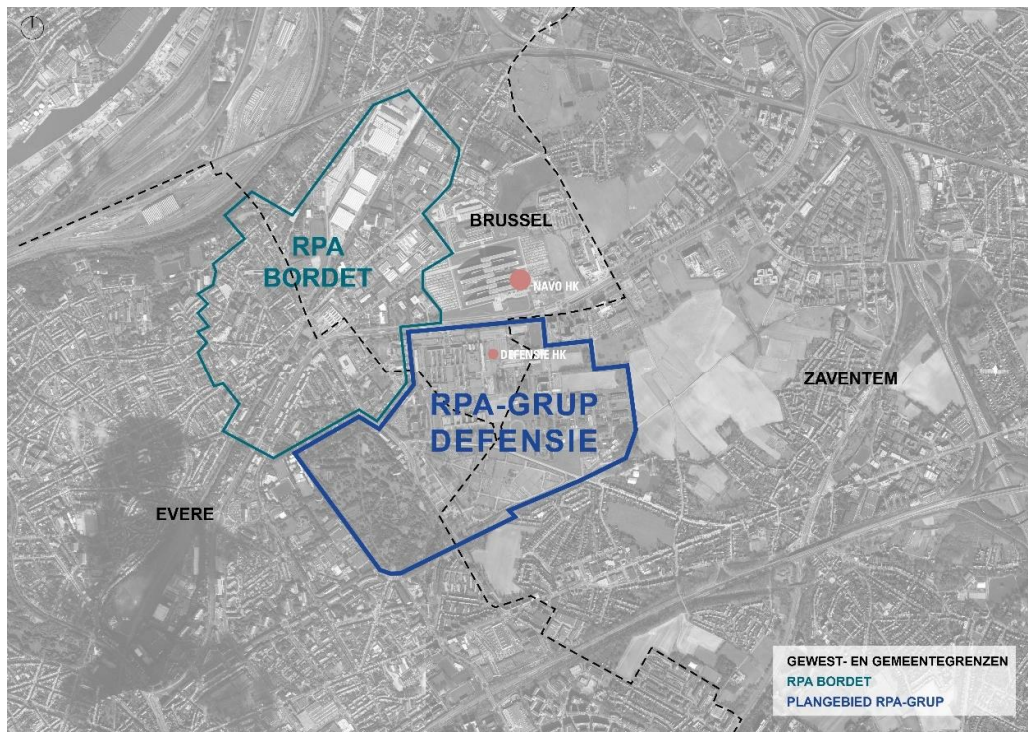 BRUSSEL
RPA
BORDET
NAVO HK
DEFENSIE HK
ZAVENTEM
RPA-GRUP
DEFENSIE
EVERE
GEWEST- EN GEMEENTEGRENZEN
RPA BORDET
PLANGEBIED RPA-GRUP